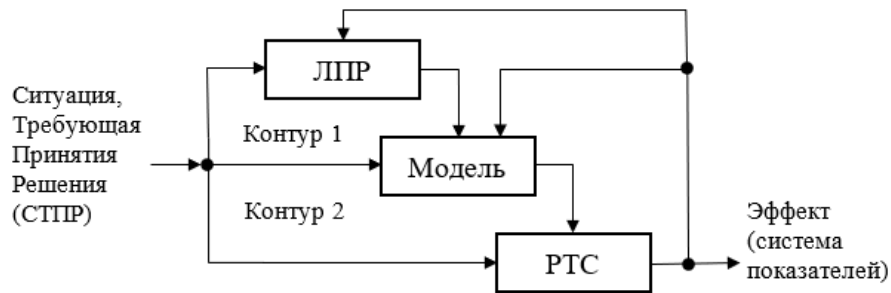 ЛПР
Ситуация,
Требующая
Принятия
Решения
(СТПР)
Контур 1
Модель
Контур 2
РТС
Эффект
(система
показателей)